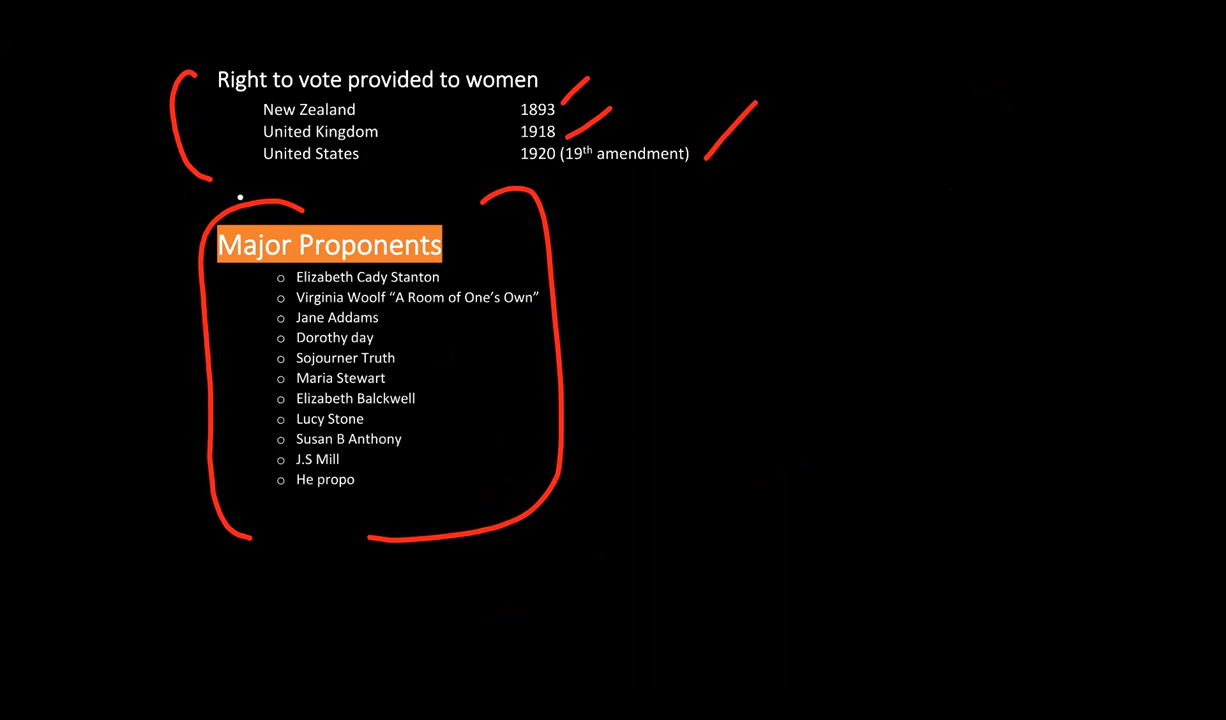 Right to vote provided to women
New Zealand 1893
United Kingdom 1918
United States 1920 (19th amendment)
Major Proponents
o Elizabeth Cady Stanton
o Virginia Woolf “A Room of One’s Own”
o Jane Addams
o Dorothy day
o Sojourner Truth
o Maria Stewart
o Elizabeth Balckwell
o Lucy Stone
o Susan B Anthony
o J.S Mill
o He propo